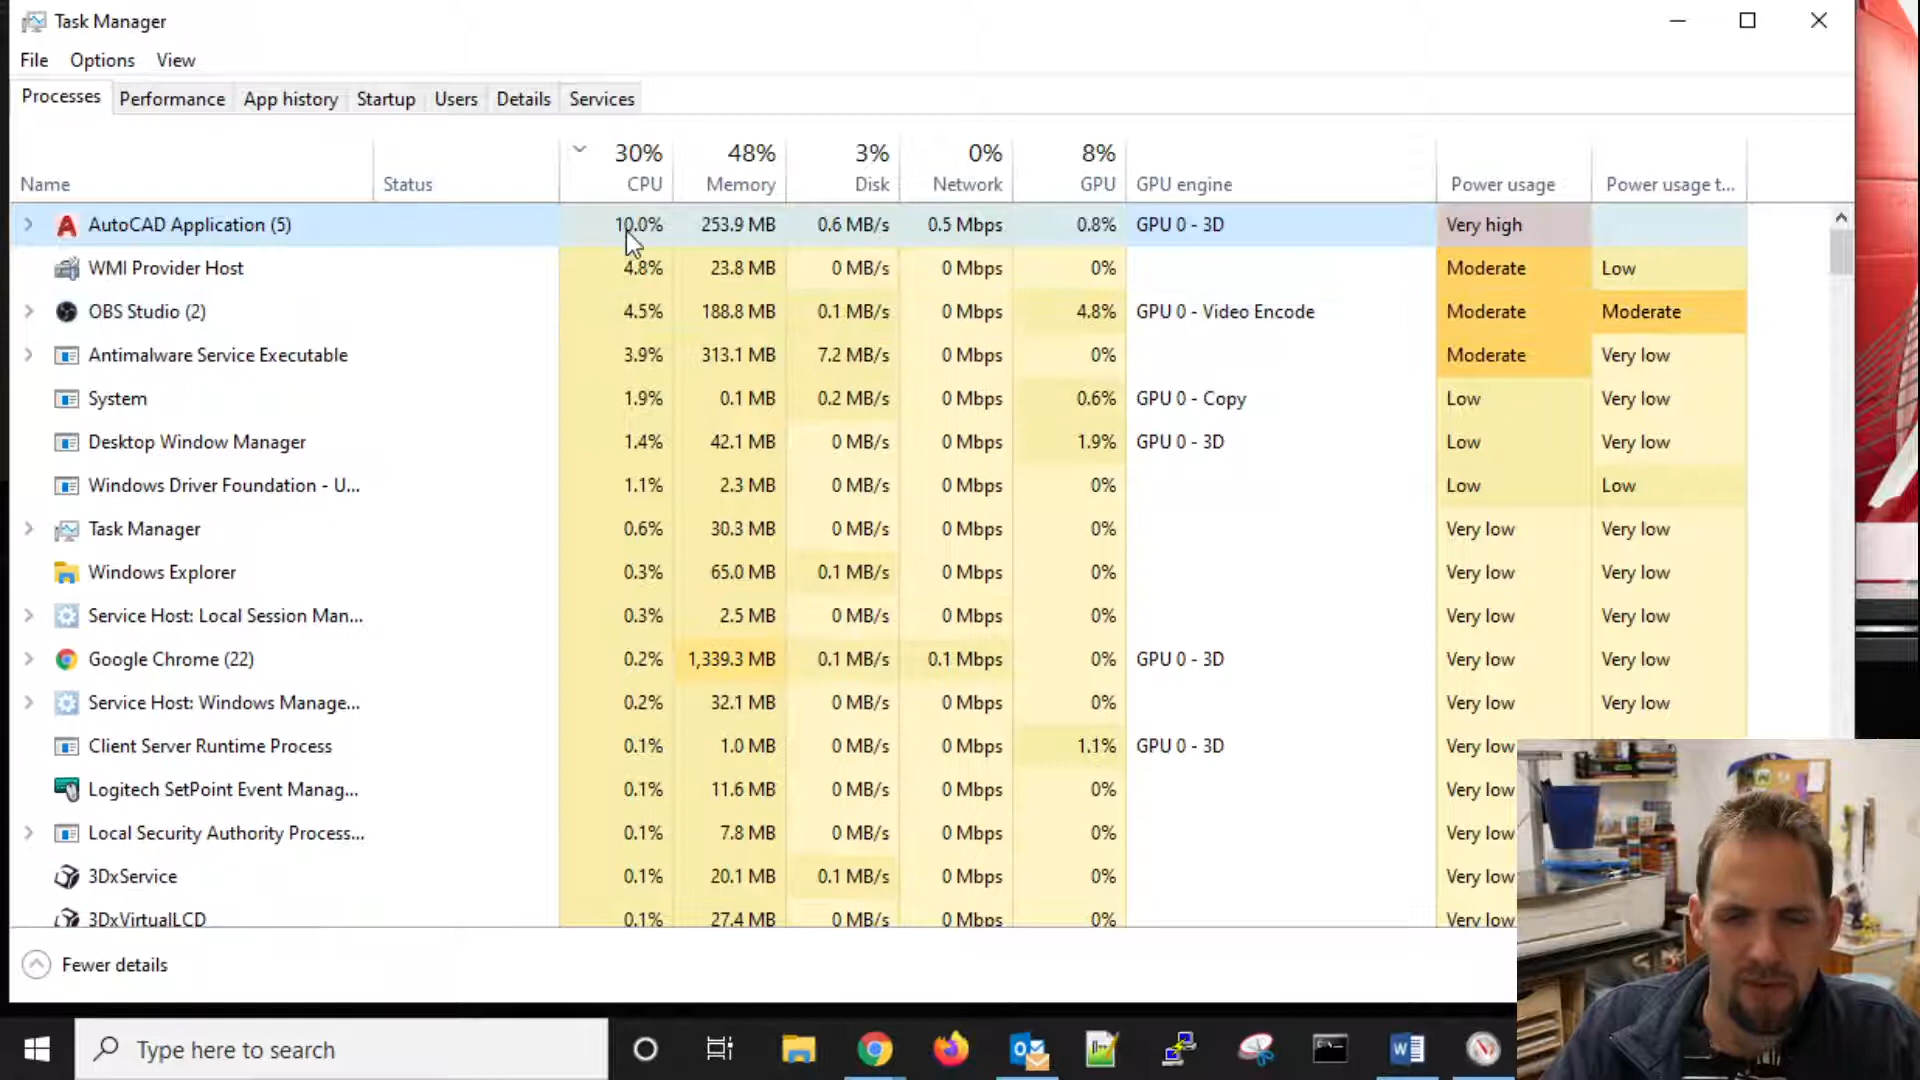 Task Manager
File Options View
Processes Performance App history Startup Users Details Services
30% 48% 3% 0% 8%
Name Status CPU Memory Disk Network GPU GPU engine Power usage Power usage t...
AutoCAD Application (5) 10.0% 253.9 MB 0.6 MB/s 0.5 Mbps 0.8% GPU 0 - 3D Very high
WMI Provider Host 4.8% 23.8 MB 0 MB/s 0 Mbps 0% Moderate Low
OBS Studio (2) 4.5% 188.8 MB 0.1 MB/s 0 Mbps 4.8% GPU 0 - Video Encode Moderate Moderate
Antimalware Service Executable 3.9% 313.1 MB 7.2 MB/s 0 Mbps 0% Moderate Very low
System 1.9% 0.1 MB 0.2 MB/s 0 Mbps 0.6% GPU 0 - Copy Low Very low
Desktop Window Manager 1.4% 42.1 MB 0 MB/s 0 Mbps 1.9% GPU 0 - 3D Low Very low
Windows Driver Foundation - U... 1.1% 2.3 MB 0 MB/s 0 Mbps 0% Low Low
Task Manager 0.6% 30.3 MB 0 MB/s 0 Mbps 0% Very low Very low
Windows Explorer 0.3% 65.0 MB 0.1 MB/s 0 Mbps 0% Very low Very low
Service Host: Local Session Man... 0.3% 2.5 MB 0 MB/s 0 Mbps 0% Very low Very low
Google Chrome (22) 0.2% 1,339.3 MB 0.1 MB/s 0.1 Mbps 0% GPU 0 - 3D Very low Very low
Service Host: Windows Manage... 0.2% 32.1 MB 0 MB/s 0 Mbps 0% Very low Very low
Client Server Runtime Process 0.1% 1.0 MB 0 MB/s 0 Mbps 1.1% GPU 0 - 3D Very low
Logitech SetPoint Event Manag... 0.1% 11.6 MB 0 MB/s 0 Mbps 0% Very low
Local Security Authority Process... 0.1% 7.8 MB 0 MB/s 0 Mbps 0% Very low
3DxService 0.1% 20.1 MB 0.1 MB/s 0 Mbps 0% Very low
3DxVirtualLCD 0.1% 27.4 MB 0 MB/s 0 Mbps 0% Very low
Fewer details
Type here to search